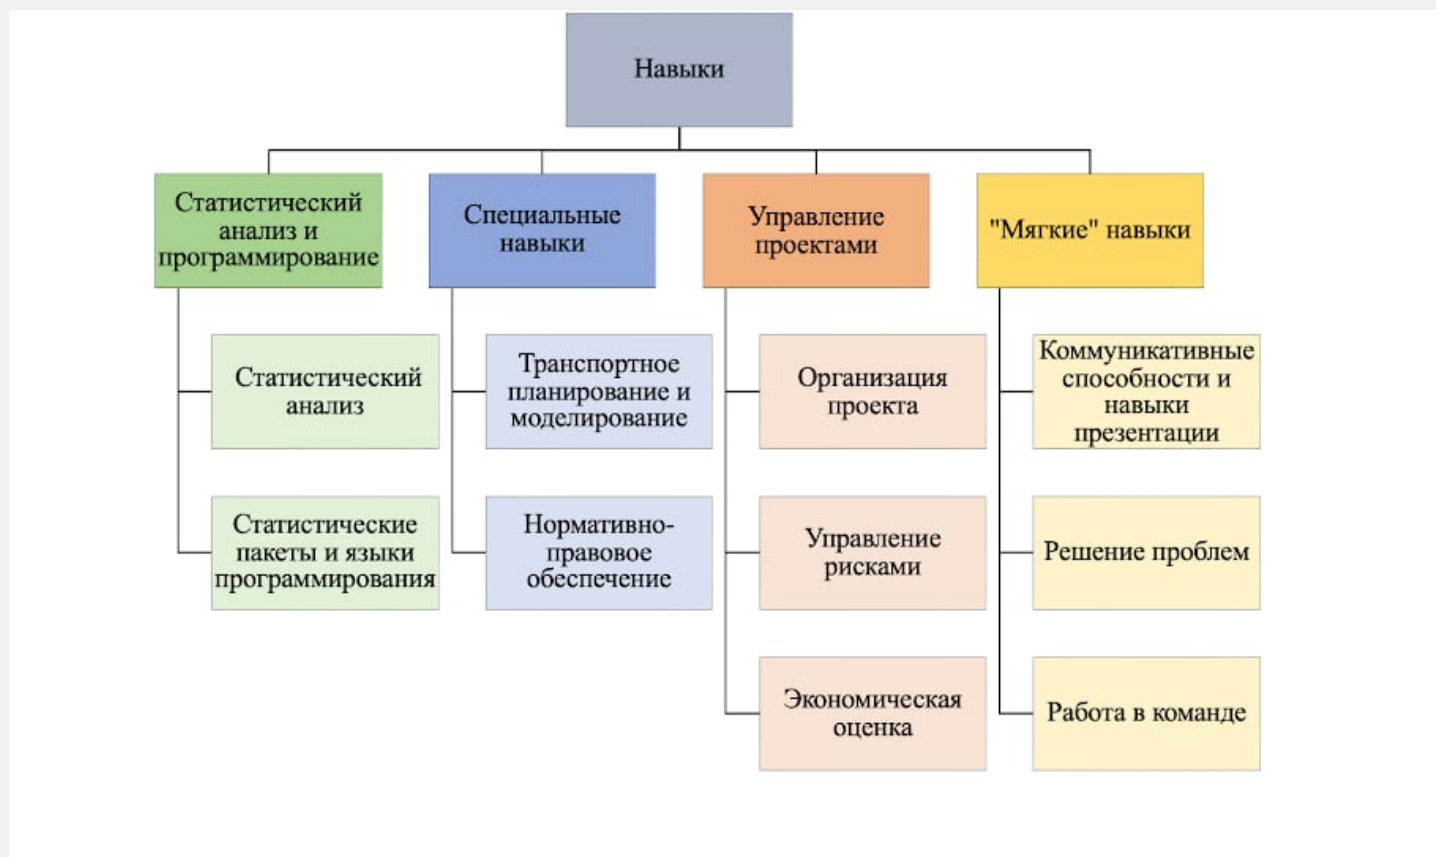 Навыки
Статистический
анализ и
программирование
Специальные
навыки
Управление
проектами
"Мягкие" навыки
Статистический
анализ
Транспортное
планирование и
моделирование
Организация
проекта
Коммуникативные
способности и
навыки
презентации
Статистические
пакеты и языки
программирования
Нормативно-
правовое
обеспечение
Управление
рисками
Решение проблем
Экономическая
оценка
Работа в команде